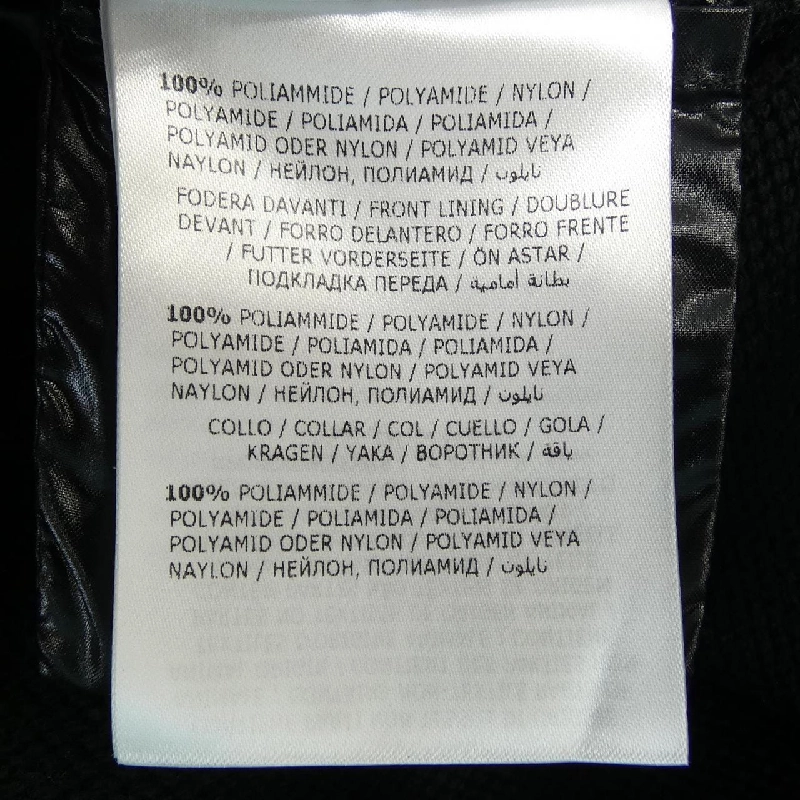 100% POLIAMMIDE / POLYAMIDE / NYLON /
POLYAMIDE / POLIAMIDA / POLIAMIDA /
POLYAMID ODER NYLON / POLYAMID VEYA
NAYLON / НЕЙЛОН, ПОЛИАМИД / نايلون
FODERA DAVANTI / FRONT LINING / DOUBLURE
DEVANT / FORRO DELANTERO / FORRO FRENTE
/ FUTTER VORDERSEITE / ÖN ASTAR /
ПОДКЛАДКА ПЕРЕДА / بطانة أمامية
100% POLIAMMIDE / POLYAMIDE / NYLON /
POLYAMIDE / POLIAMIDA / POLIAMIDA /
POLYAMID ODER NYLON / POLYAMID VEYA
NAYLON / НЕЙЛОН, ПОЛИАМИД / نايلون
COLLO / COLLAR / COL / CUELLO / GOLA /
KRAGEN / YAKA / ВОРОТНИК / ياقة
100% POLIAMMIDE / POLYAMIDE / NYLON /
POLYAMIDE / POLIAMIDA / POLIAMIDA /
POLYAMID ODER NYLON / POLYAMID VEYA
NAYLON / НЕЙЛОН, ПОЛИАМИД / نايلون